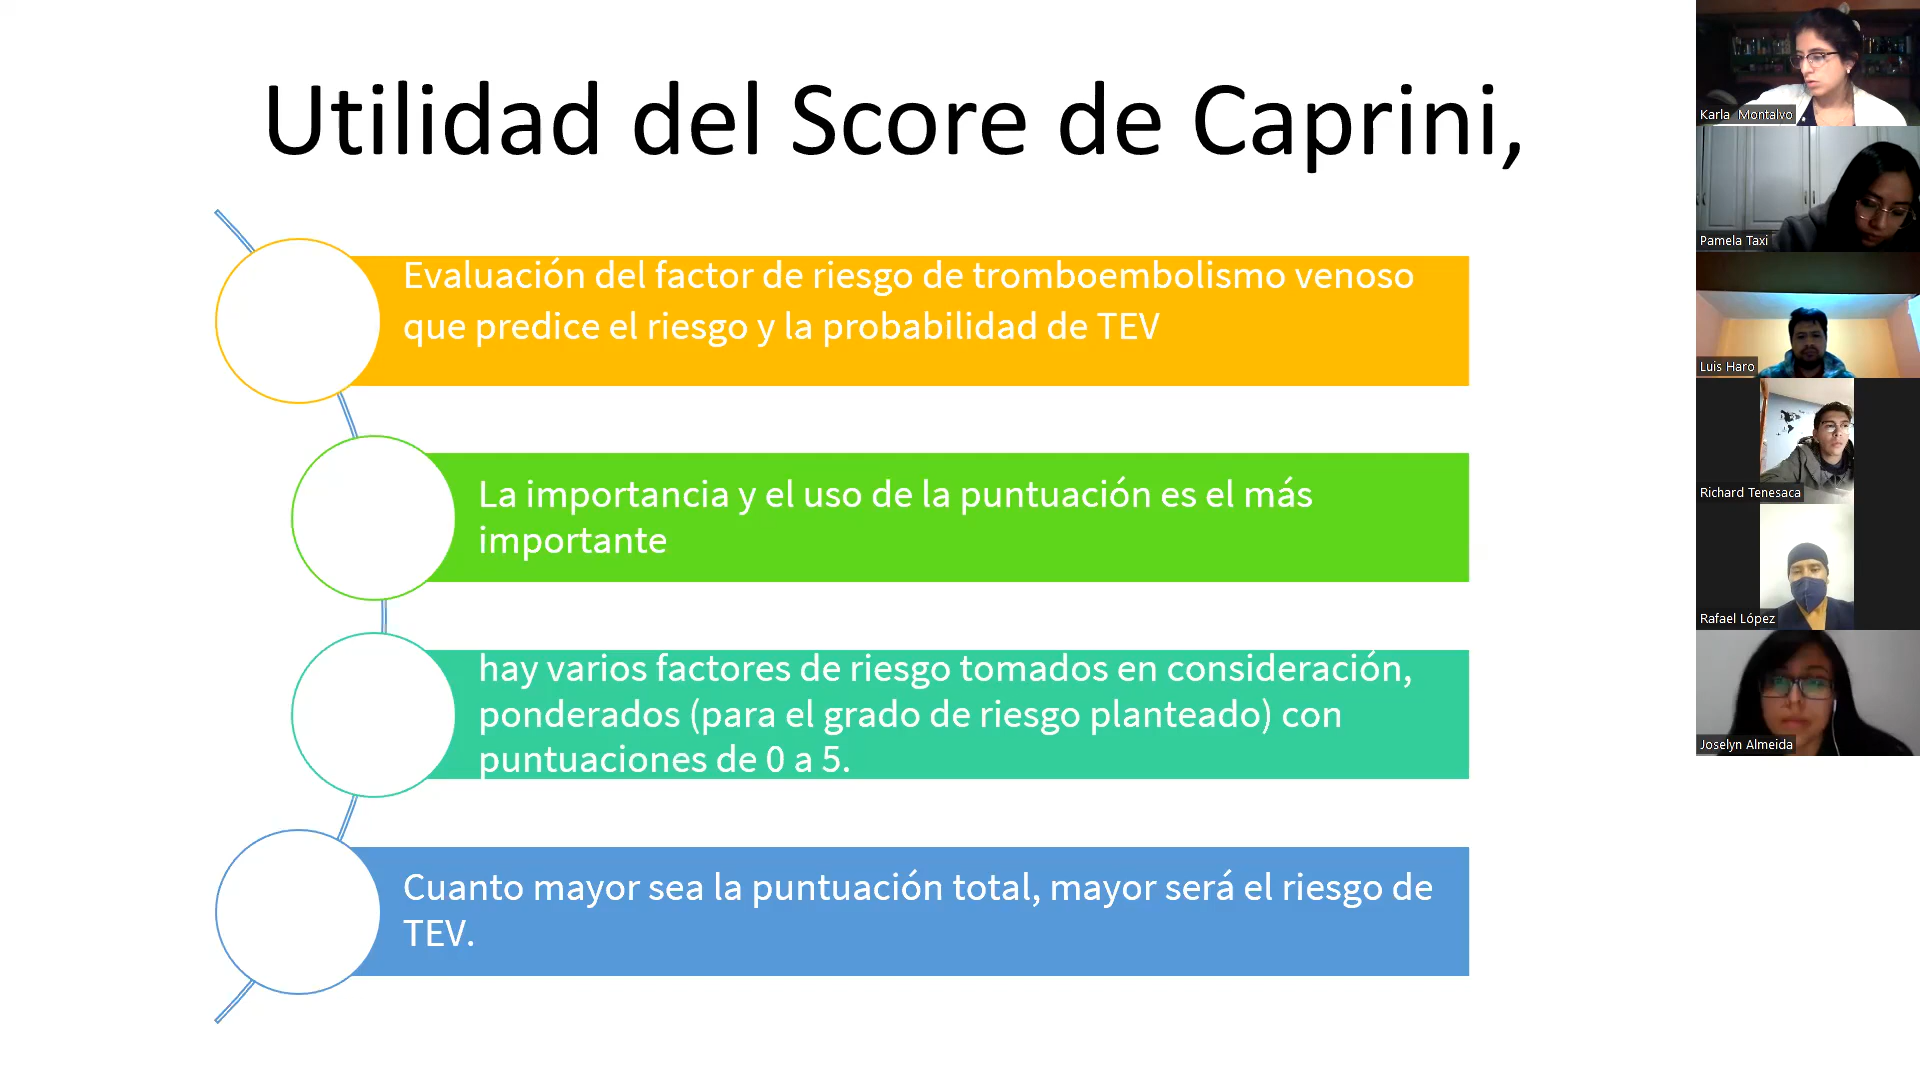 Utilidad del Score de Caprini,
Evaluación del factor de riesgo de tromboembolismo venoso
que predice el riesgo y la probabilidad de TEV
La importancia y el uso de la puntuación es el más
importante
hay varios factores de riesgo tomados en consideración,
ponderados (para el grado de riesgo planteado) con
puntuaciones de 0 a 5.
Cuanto mayor sea la puntuación total, mayor será el riesgo de
TEV.
Karla Montalvo
Pamela Taxi
Luis Haro
Richard Tenesaca
Rafael López
Joselyn Almeida